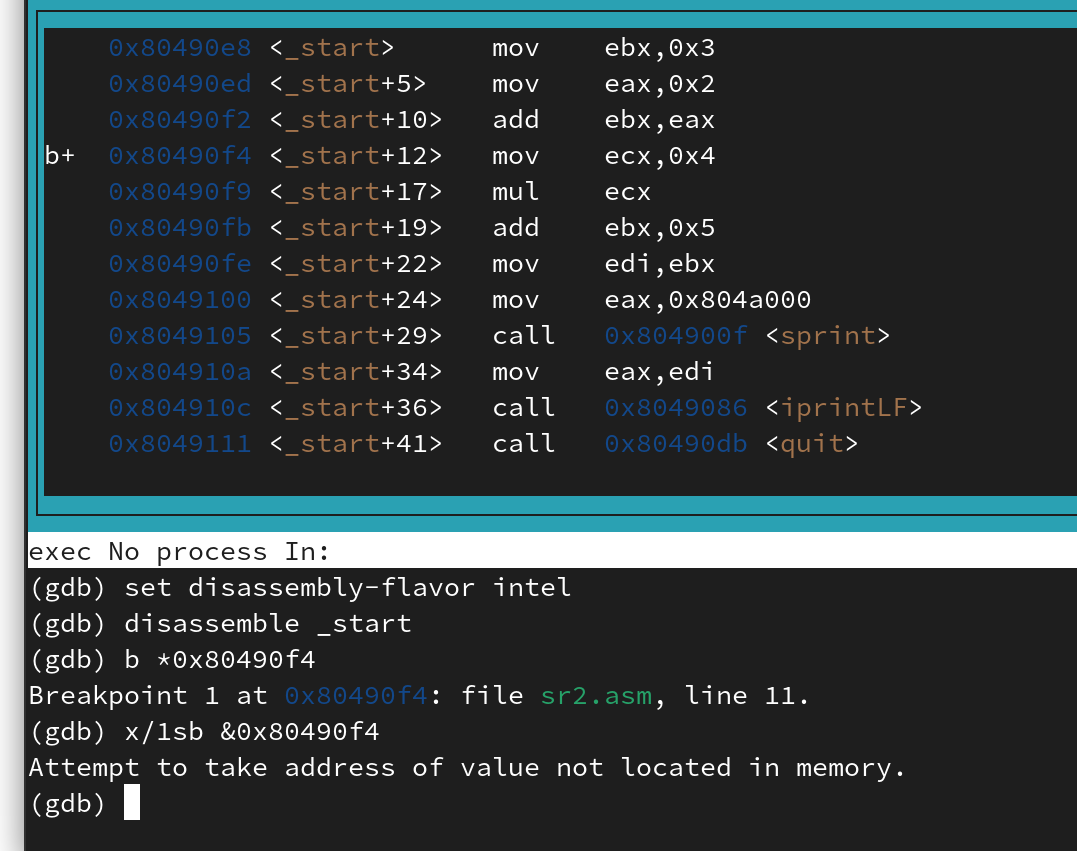 0x80490e8 <_start> mov ebx,0x3
0x80490ed <_start+5> mov eax,0x2
0x80490f2 <_start+10> add ebx,eax
b+ 0x80490f4 <_start+12> mov ecx,0x4
0x80490f9 <_start+17> mul ecx
0x80490fb <_start+19> add ebx,0x5
0x80490fe <_start+22> mov edi,ebx
0x8049100 <_start+24> mov eax,0x804a000
0x8049105 <_start+29> call 0x804900f <sprint>
0x804910a <_start+34> mov eax,edi
0x804910c <_start+36> call 0x8049086 <iprintLF>
0x8049111 <_start+41> call 0x80490db <quit>
exec No process In:
(gdb) set disassembly-flavor intel
(gdb) disassemble _start
(gdb) b *0x80490f4
Breakpoint 1 at 0x80490f4: file sr2.asm, line 11.
(gdb) x/1sb &0x80490f4
Attempt to take address of value not located in memory.
(gdb)